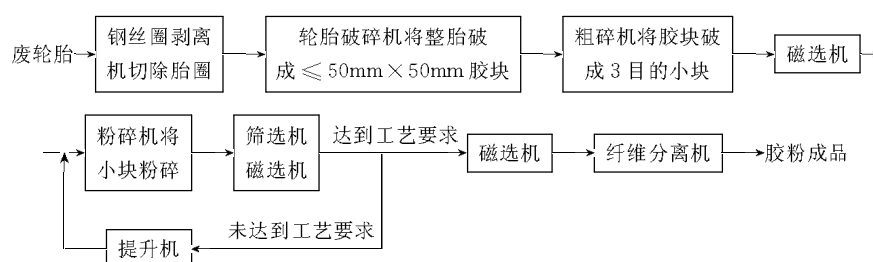 废轮胎
钢丝圈剥离
机切除胎圈
轮胎破碎机将整胎破
成≤50mm×50mm胶块
粗碎机将胶块破
成3目的小块
磁选机
粉碎机将
小块粉碎
筛选机
磁选机
达到工艺要求
磁选机
纤维分离机
胶粉成品
未达到工艺要求
提升机